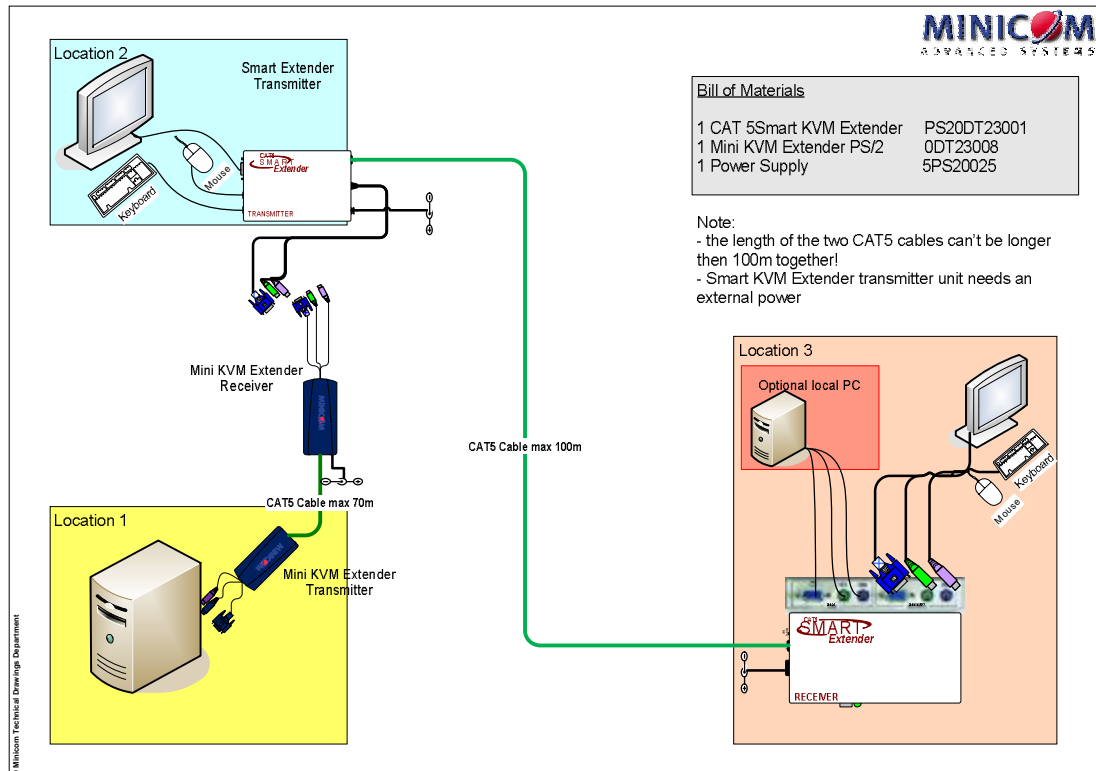 MINICOM
ADVANCED SYSTEMS
Location 2
Smart Extender
Transmitter
Mouse
Keyboard
CAT5
SMART
Extender
TRANSMITTER
Bill of Materials
1 CAT 5Smart KVM Extender PS20DT23001
1 Mini KVM Extender PS/2 0DT23008
1 Power Supply 5PS20025
Note:
- the length of the two CAT5 cables can't be longer
then 100m together!
- Smart KVM Extender transmitter unit needs an
external power
Mini KVM Extender
Receiver
MINICOM
CAT5 Cable max 70m
CAT5 Cable max 100m
Location 1
MINICOM
Mini KVM Extender
Transmitter
Location 3
Optional local PC
Keyboard
Mouse
CAT5
SMART
Extender
RECEIVER
Minicom Technical Drawings Department